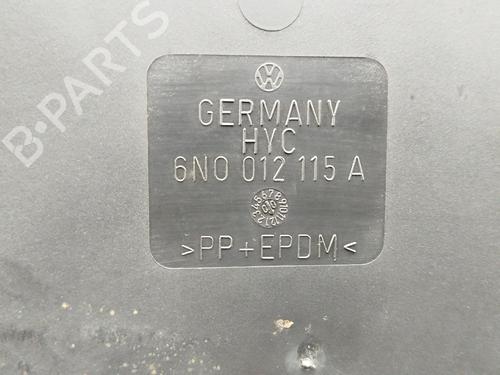 B-PARTS
GERMANY
HYC
6N0 012 115 A
>PP+EPDM<